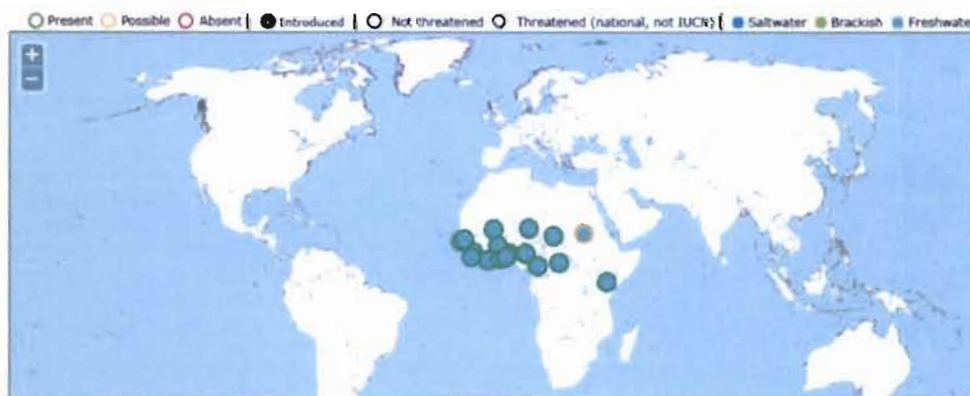 Present Possible Absent | Introduced | Not threatened Threatened (national, not IUCN) | Saltwater Brackish Freshwate
+
−